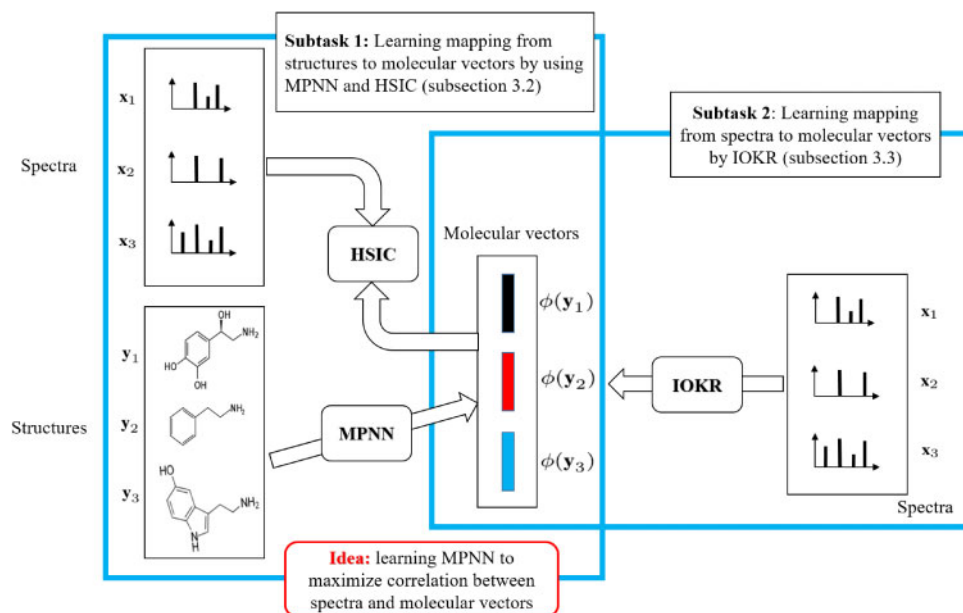 Subtask 1: Learning mapping from
structures to molecular vectors by using
MPNN and HSIC (subsection 3.2)
Subtask 2: Learning mapping
from spectra to molecular vectors
by IOKR (subsection 3.3)
Spectra
x₁
x₂
x₃
HSIC
Molecular vectors
ϕ(y₁)
ϕ(y₂)
ϕ(y₃)
Structures
y₁
OH
NH₂
HO
OH
y₂
NH₂
y₃
HO
NH₂
N
H
MPNN
IOKR
x₁
x₂
x₃
Spectra
Idea: learning MPNN to
maximize correlation between
spectra and molecular vectors